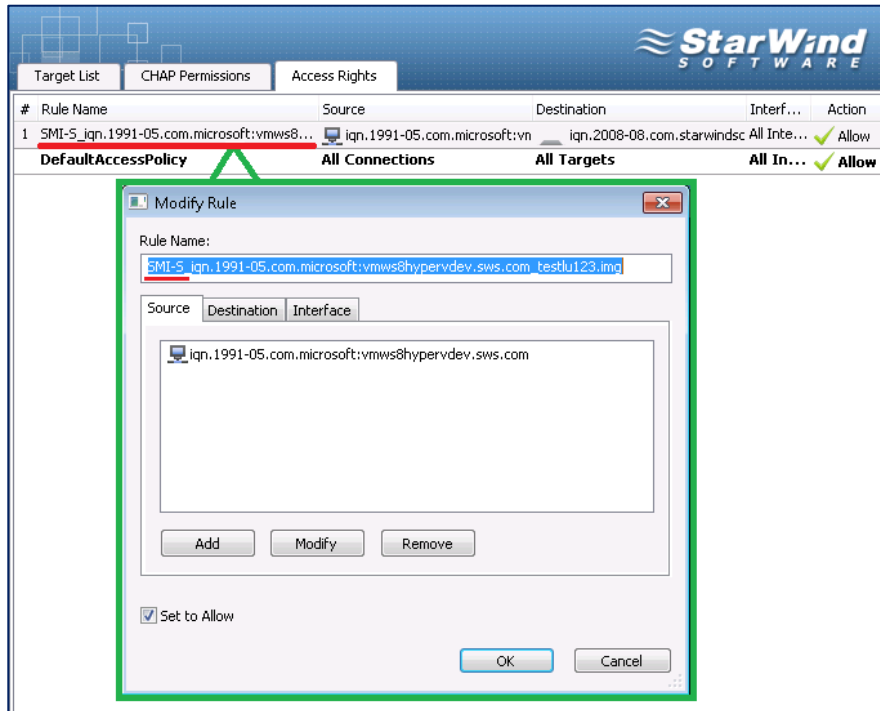 StarWind
SOFTWARE
Target List CHAP Permissions Access Rights
# Rule Name Source Destination Interf... Action
1 SMI-S_iqn.1991-05.com.microsoft:vmws8... iqn.1991-05.com.microsoft:vn iqn.2008-08.com.starwindsc All Inte... Allow
DefaultAccessPolicy All Connections All Targets All In... Allow
Modify Rule
Rule Name:
SMI-S_iqn.1991-05.com.microsoft:vmws8hypervdev.sws.com_testlu123.img
Source Destination Interface
iqn.1991-05.com.microsoft:vmws8hypervdev.sws.com
Add Modify Remove
Set to Allow
OK Cancel